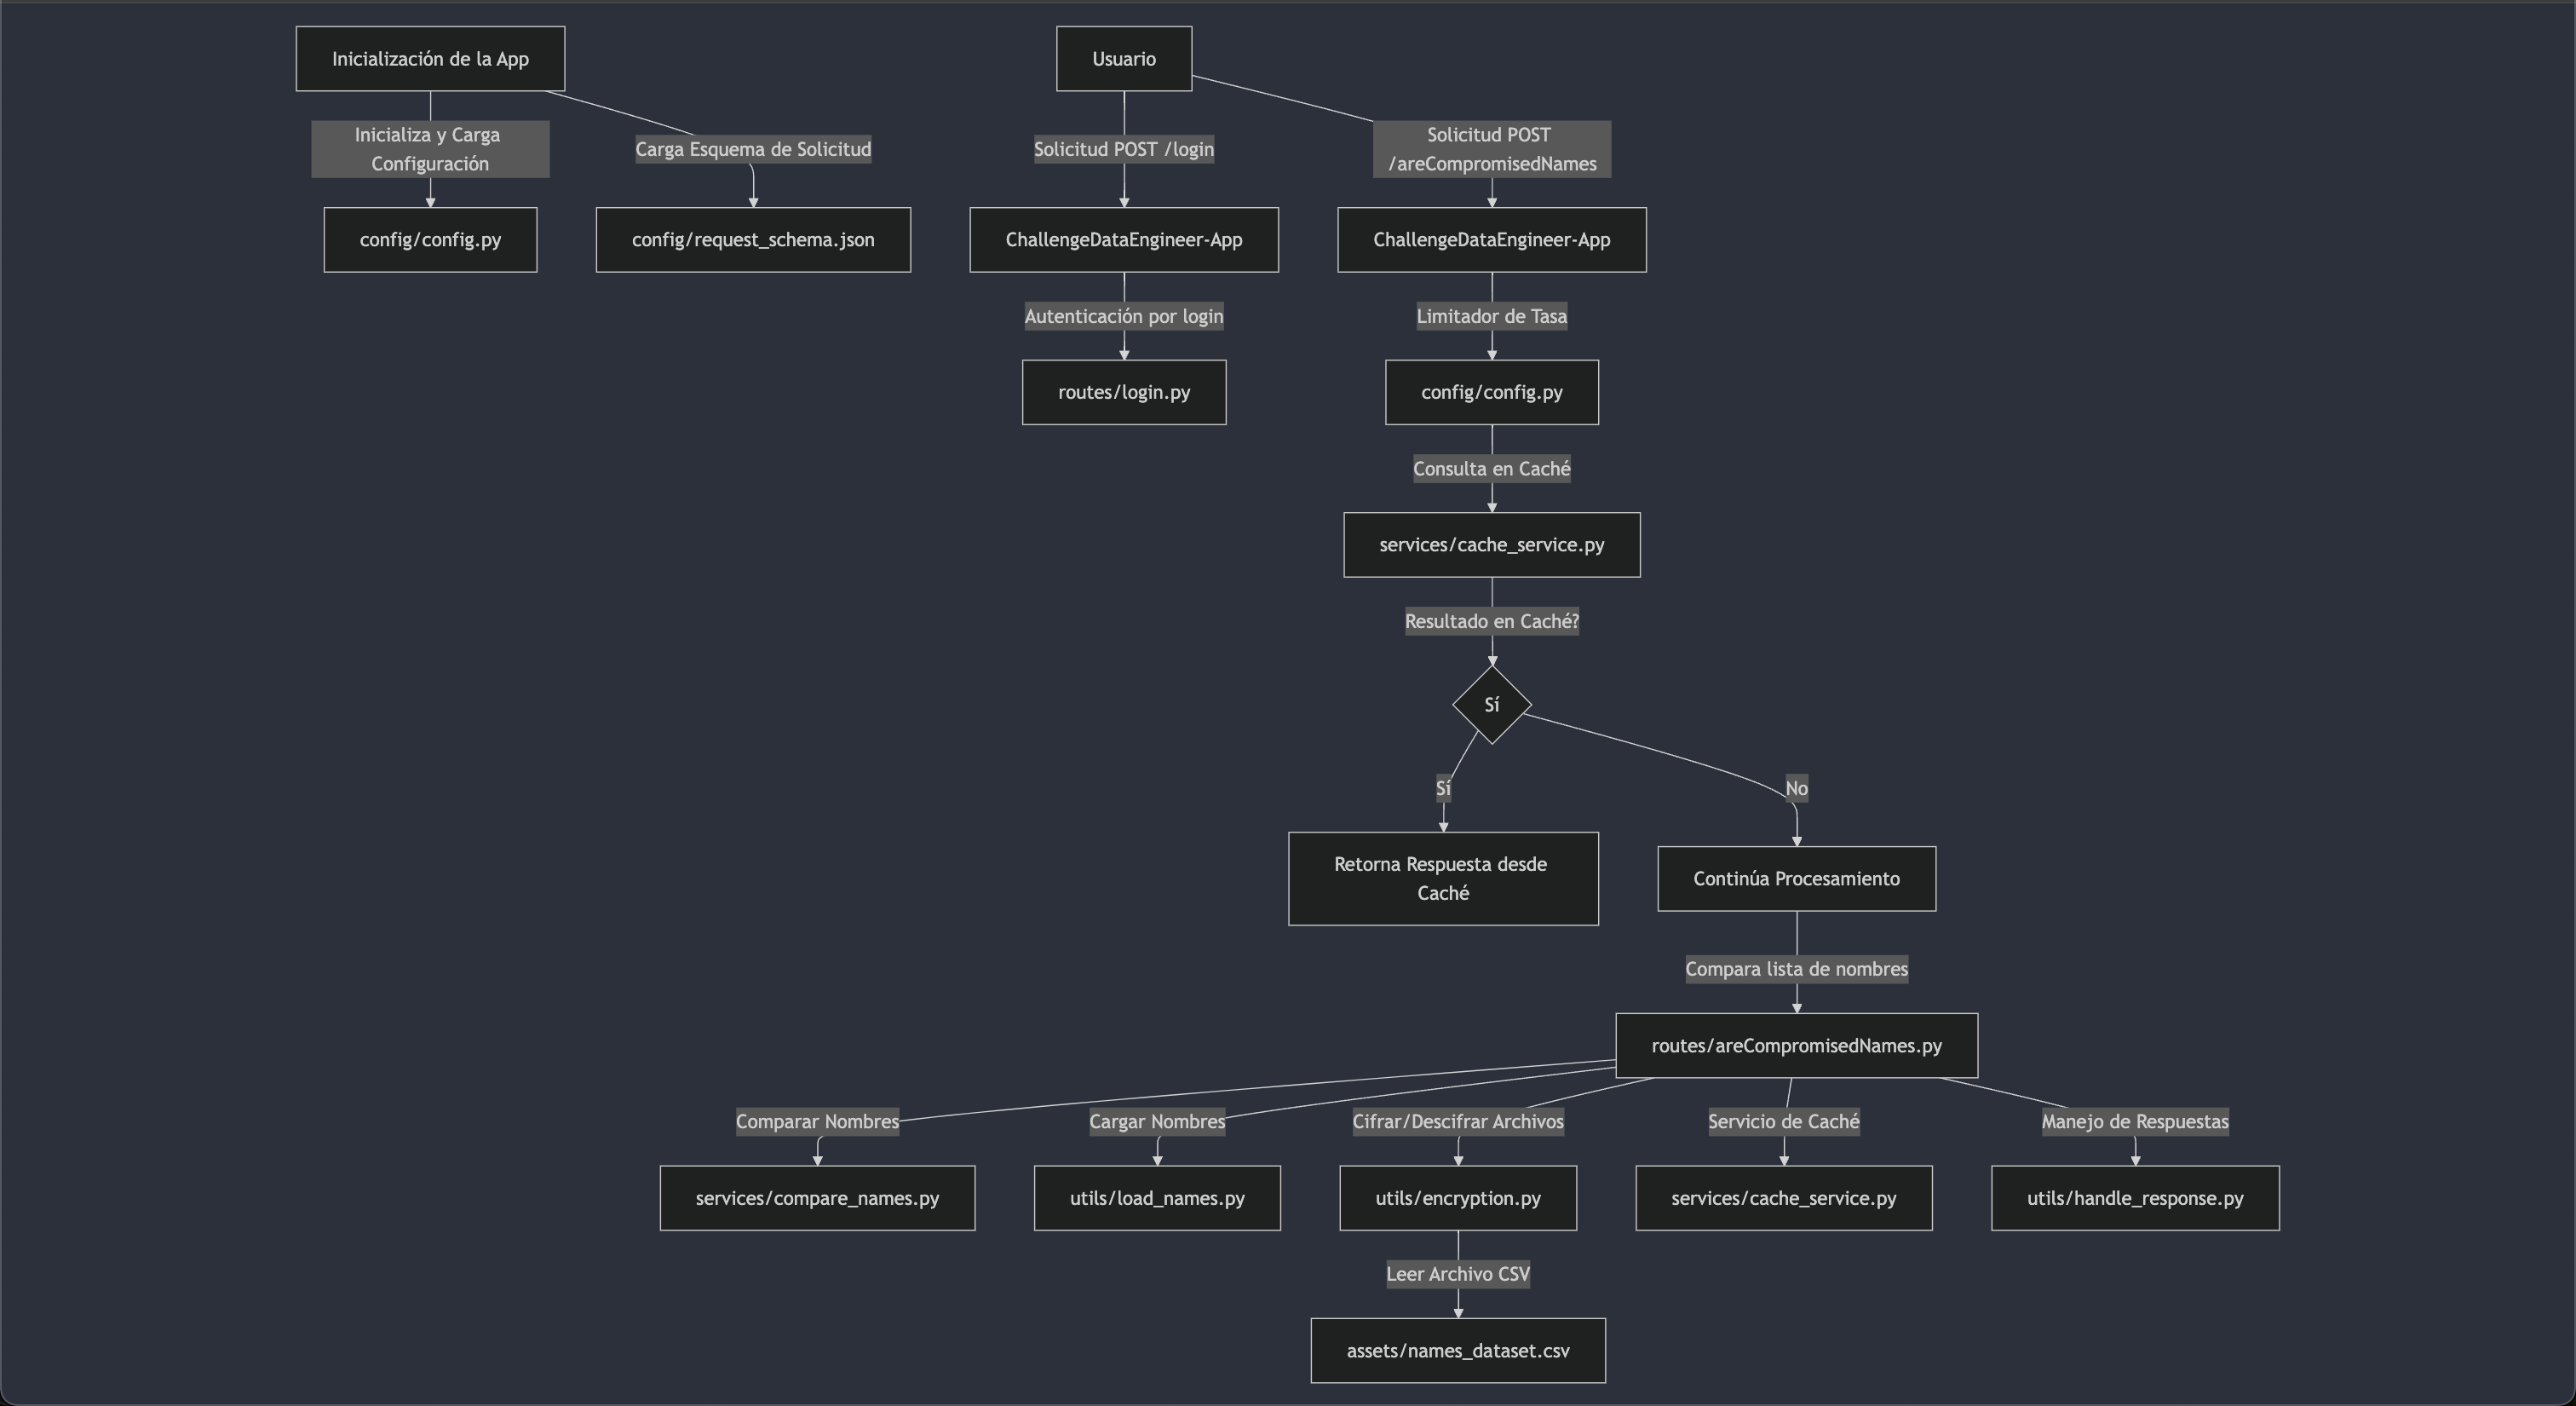 Inicialización de la App
Usuario
Inicializa y Carga
Configuración
Carga Esquema de Solicitud
Solicitud POST /login
Solicitud POST
/areCompromisedNames
config/config.py
config/request_schema.json
ChallengeDataEngineer-App
ChallengeDataEngineer-App
Autenticación por login
Limitador de Tasa
routes/login.py
config/config.py
Consulta en Caché
services/cache_service.py
Resultado en Caché?
Sí
Sí
No
Retorna Respuesta desde
Caché
Continúa Procesamiento
Compara lista de nombres
routes/areCompromisedNames.py
Comparar Nombres
Cargar Nombres
Cifrar/Descifrar Archivos
Servicio de Caché
Manejo de Respuestas
services/compare_names.py
utils/load_names.py
utils/encryption.py
services/cache_service.py
utils/handle_response.py
Leer Archivo CSV
assets/names_dataset.csv